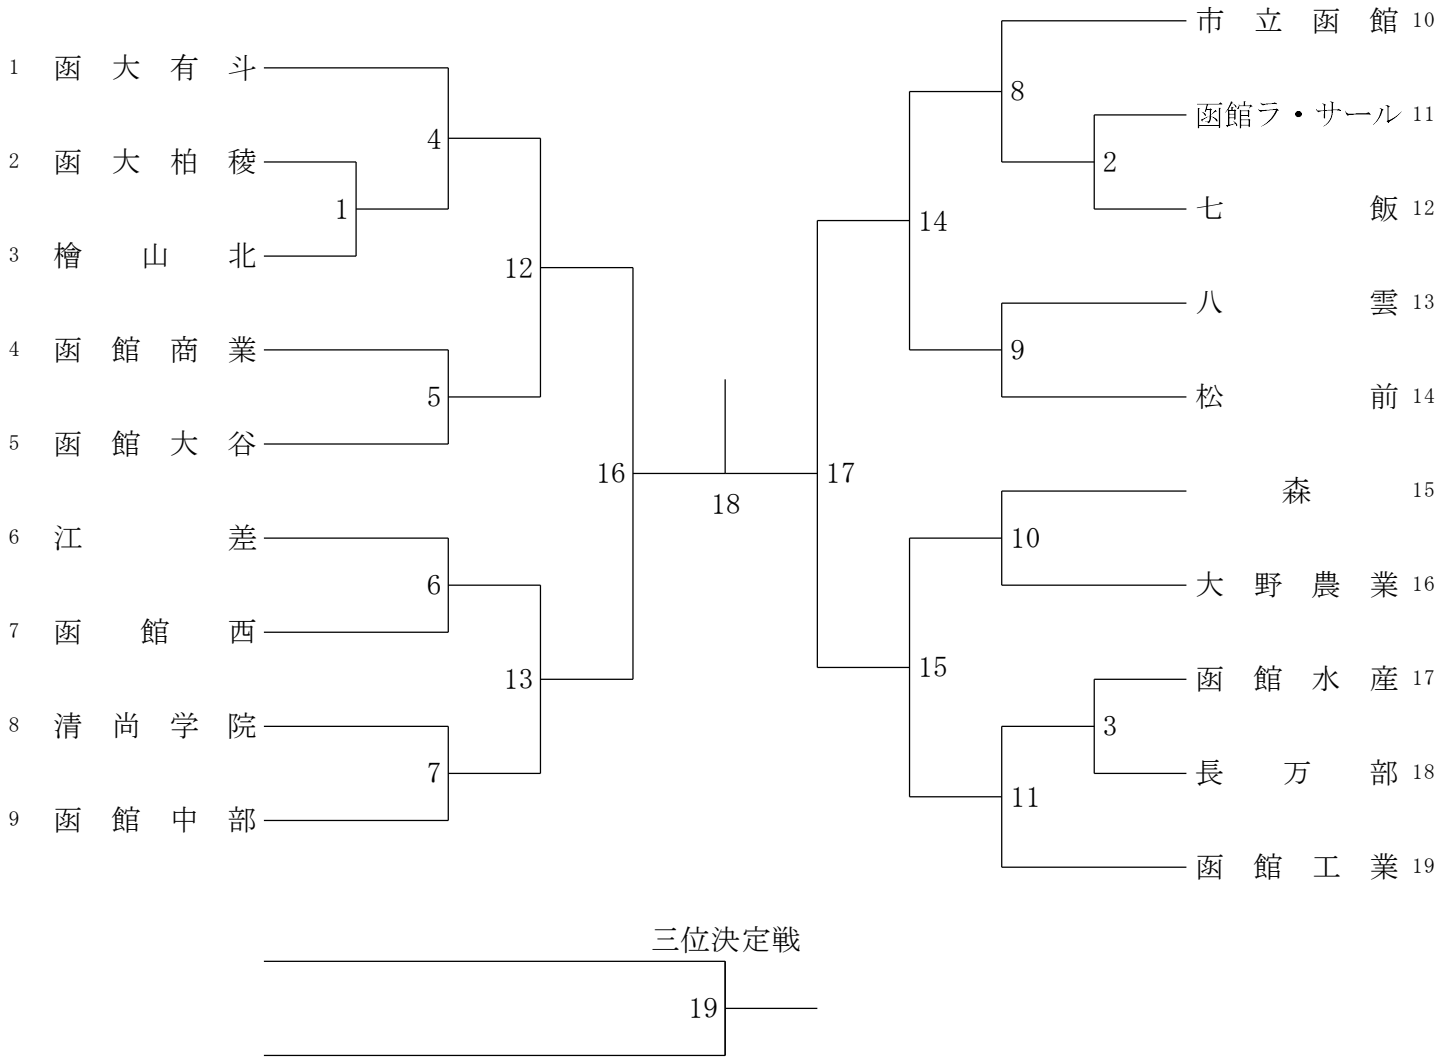 1 函大有斗
2 函大柏稜
3 檜山北
4 函館商業
5 函館大谷
6 江差
7 函館西
8 清尚学院
9 函館中部
4
1
12
5
16
6
13
7
18
市立函館 10
函館ラ・サール 11
七飯 12
八雲 13
松前 14
森 15
大野農業 16
函館水産 17
長万部 18
函館工業 19
8
2
14
9
17
10
15
3
11
三位決定戦
19